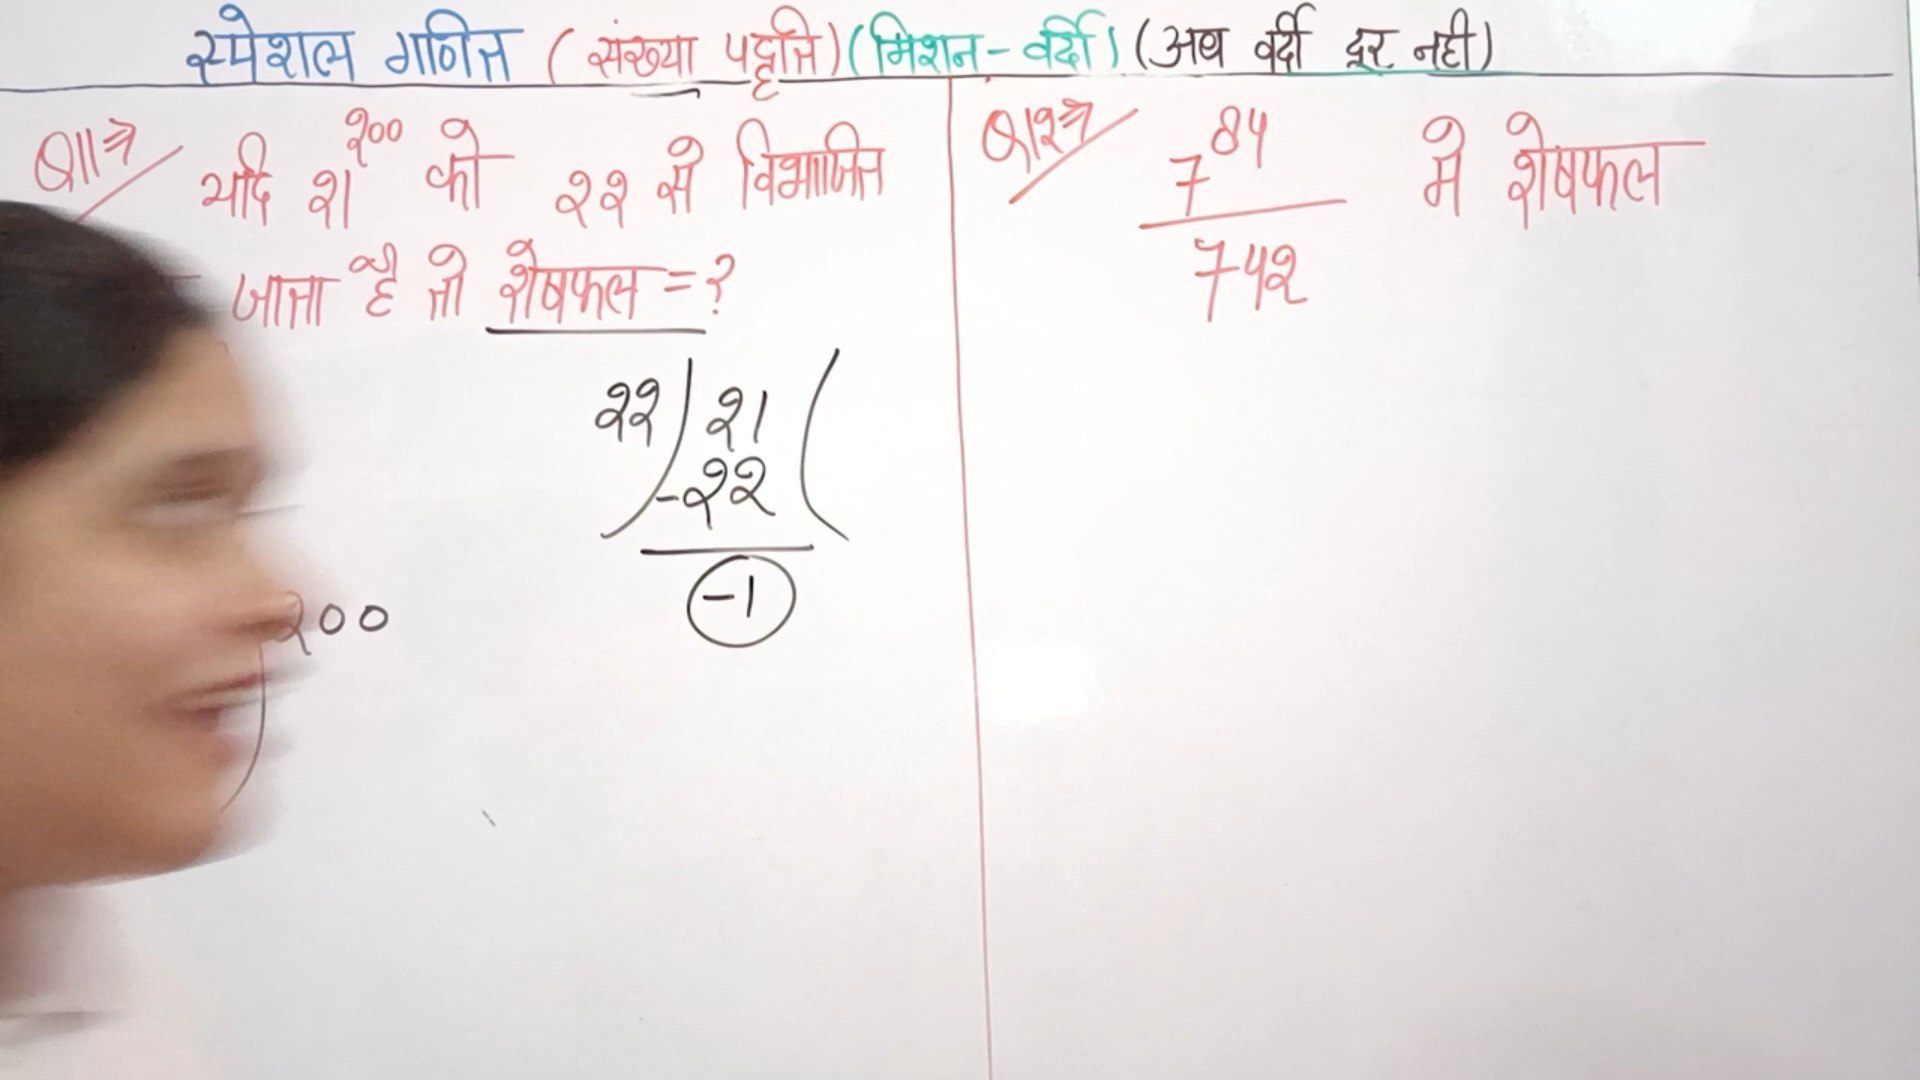 स्पेशल गणित (संख्या पद्धति) (मिशन-वर्दी) (अब वर्दी दूर नही)
Q11⇒ यदि 21^200 को 22 से विभाजित
जाता है तो शेषफल = ?
22) 21 (
-22
-1
200
Q12⇒ 7^84 मे शेषफल
742